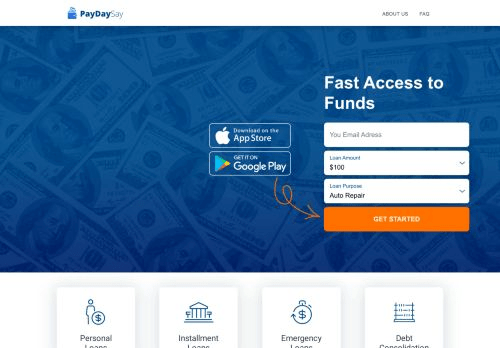 PayDaySay
ABOUT US
FAQ
Fast Access to
Funds
Download on the
App Store
GET IT ON
Google Play
You Email Adress
Loan Amount
$100
Loan Purpose
Auto Repair
GET STARTED
Personal
Loans
Installment
Loans
Emergency
Loans
Debt
Consolidation